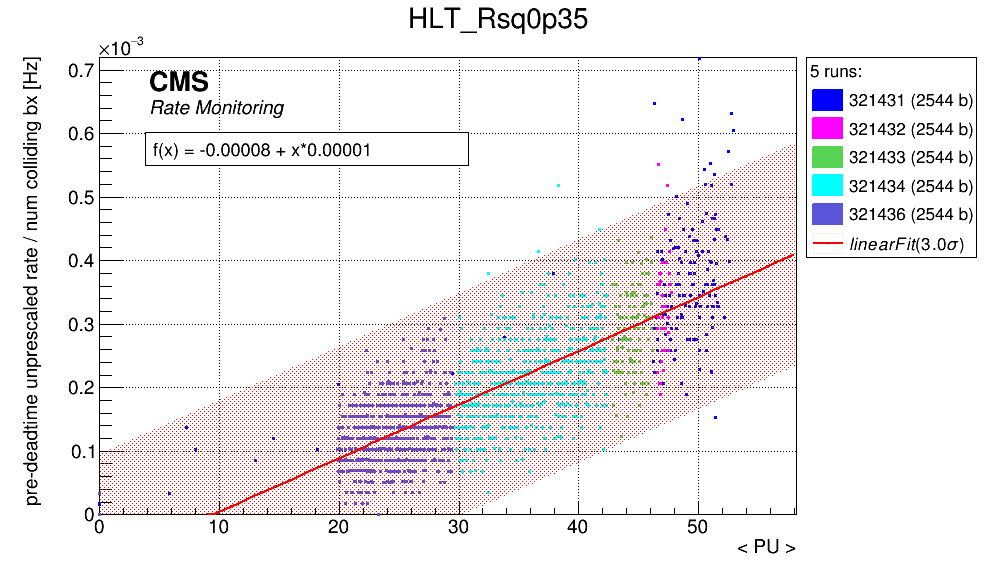 HLT_Rsq0p35
×10⁻³
pre-deadtime unprescaled rate / num colliding bx [Hz]
0.7
0.6
0.5
0.4
0.3
0.2
0.1
0
CMS
Rate Monitoring
f(x) = -0.00008 + x*0.00001
0 10 20 30 40 50
< PU >
5 runs:
321431 (2544 b)
321432 (2544 b)
321433 (2544 b)
321434 (2544 b)
321436 (2544 b)
linearFit(3.0σ)